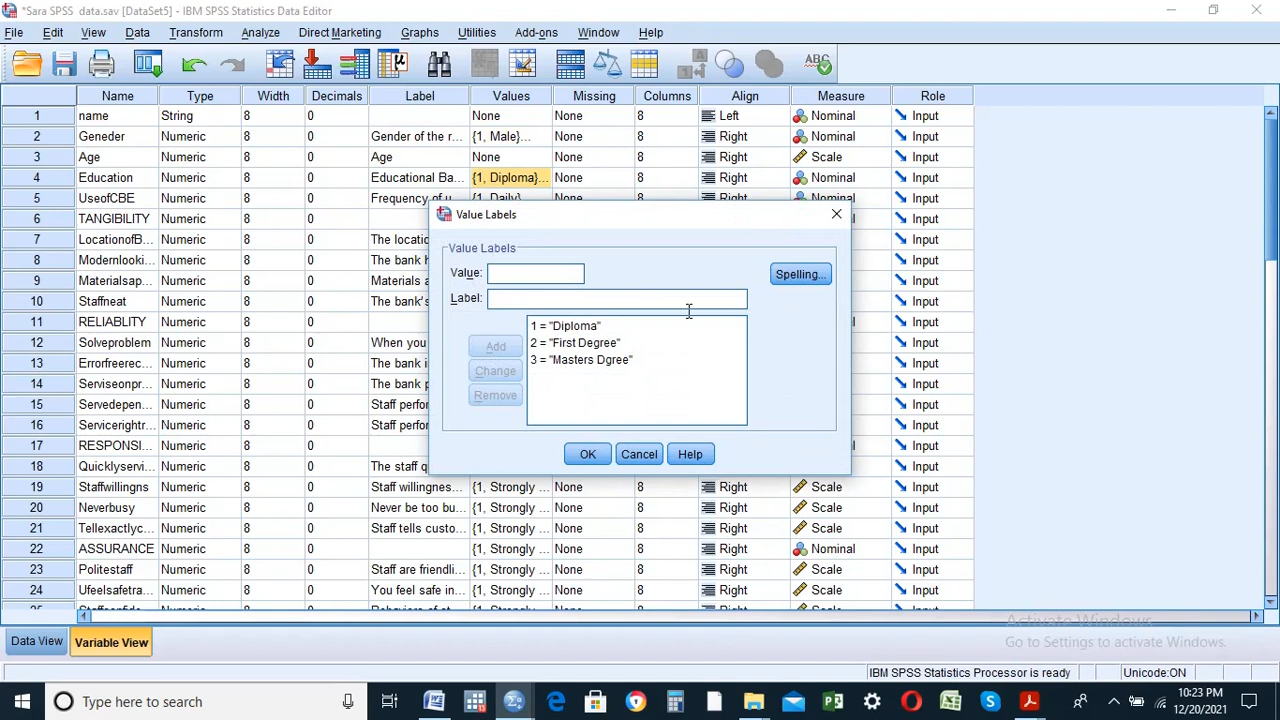 *Sara SPSS data.sav [DataSet5] - IBM SPSS Statistics Data Editor
File Edit View Data Transform Analyze Direct Marketing Graphs Utilities Add-ons Window Help
ABC
Name Type Width Decimals Label Values Missing Columns Align Measure Role
1 name String 8 0 None None 8 Left Nominal Input
2 Geneder Numeric 8 0 Gender of the r... {1, Male}... None 8 Right Nominal Input
3 Age Numeric 8 0 Age None None 8 Right Scale Input
4 Education Numeric 8 0 Educational Ba... {1, Diploma}... None 8 Right Nominal Input
5 UseofCBE Numeric 8 0 Frequency of u... {1, Daily}... None 8 Right Nominal Input
6 TANGIBILITY Numeric 8 0 Input
7 LocationofB... Numeric 8 0 The locatio Input
8 Modernlooki... Numeric 8 0 The bank h Input
9 Materialsap... Numeric 8 0 Materials a Input
10 Staffneat Numeric 8 0 The bank's Input
11 RELIABLITY Numeric 8 0 Input
12 Solveproblem Numeric 8 0 When you Input
13 Errorfreerec... Numeric 8 0 The bank i Input
14 Serviseonpr... Numeric 8 0 The bank p Input
15 Servedepen... Numeric 8 0 Staff perfor Input
16 Servicerightr... Numeric 8 0 Staff perfor Input
17 RESPONSI... Numeric 8 0 Input
18 Quicklyservi... Numeric 8 0 The staff q Input
19 Staffwillingns Numeric 8 0 Staff willingnes... {1, Strongly ... None 8 Right Scale Input
20 Neverbusy Numeric 8 0 Never be too bu... {1, Strongly ... None 8 Right Scale Input
21 Tellexactlyc... Numeric 8 0 Staff tells custo... {1, Strongly ... None 8 Right Scale Input
22 ASSURANCE Numeric 8 0 {1, Strongly ... None 8 Right Nominal Input
23 Politestaff Numeric 8 0 Staff are friendli... {1, Strongly ... None 8 Right Scale Input
24 Ufeelsafetra... Numeric 8 0 You feel safe in... {1, Strongly ... None 8 Right Scale Input
Value Labels
Value Labels
Value:
Spelling...
Label:
1 = "Diploma"
2 = "First Degree"
3 = "Masters Dgree"
Add
Change
Remove
OK Cancel Help
Activate Windows
Go to Settings to activate Windows.
Data View Variable View
IBM SPSS Statistics Processor is ready Unicode:ON
Type here to search
10:23 PM
12/20/2021